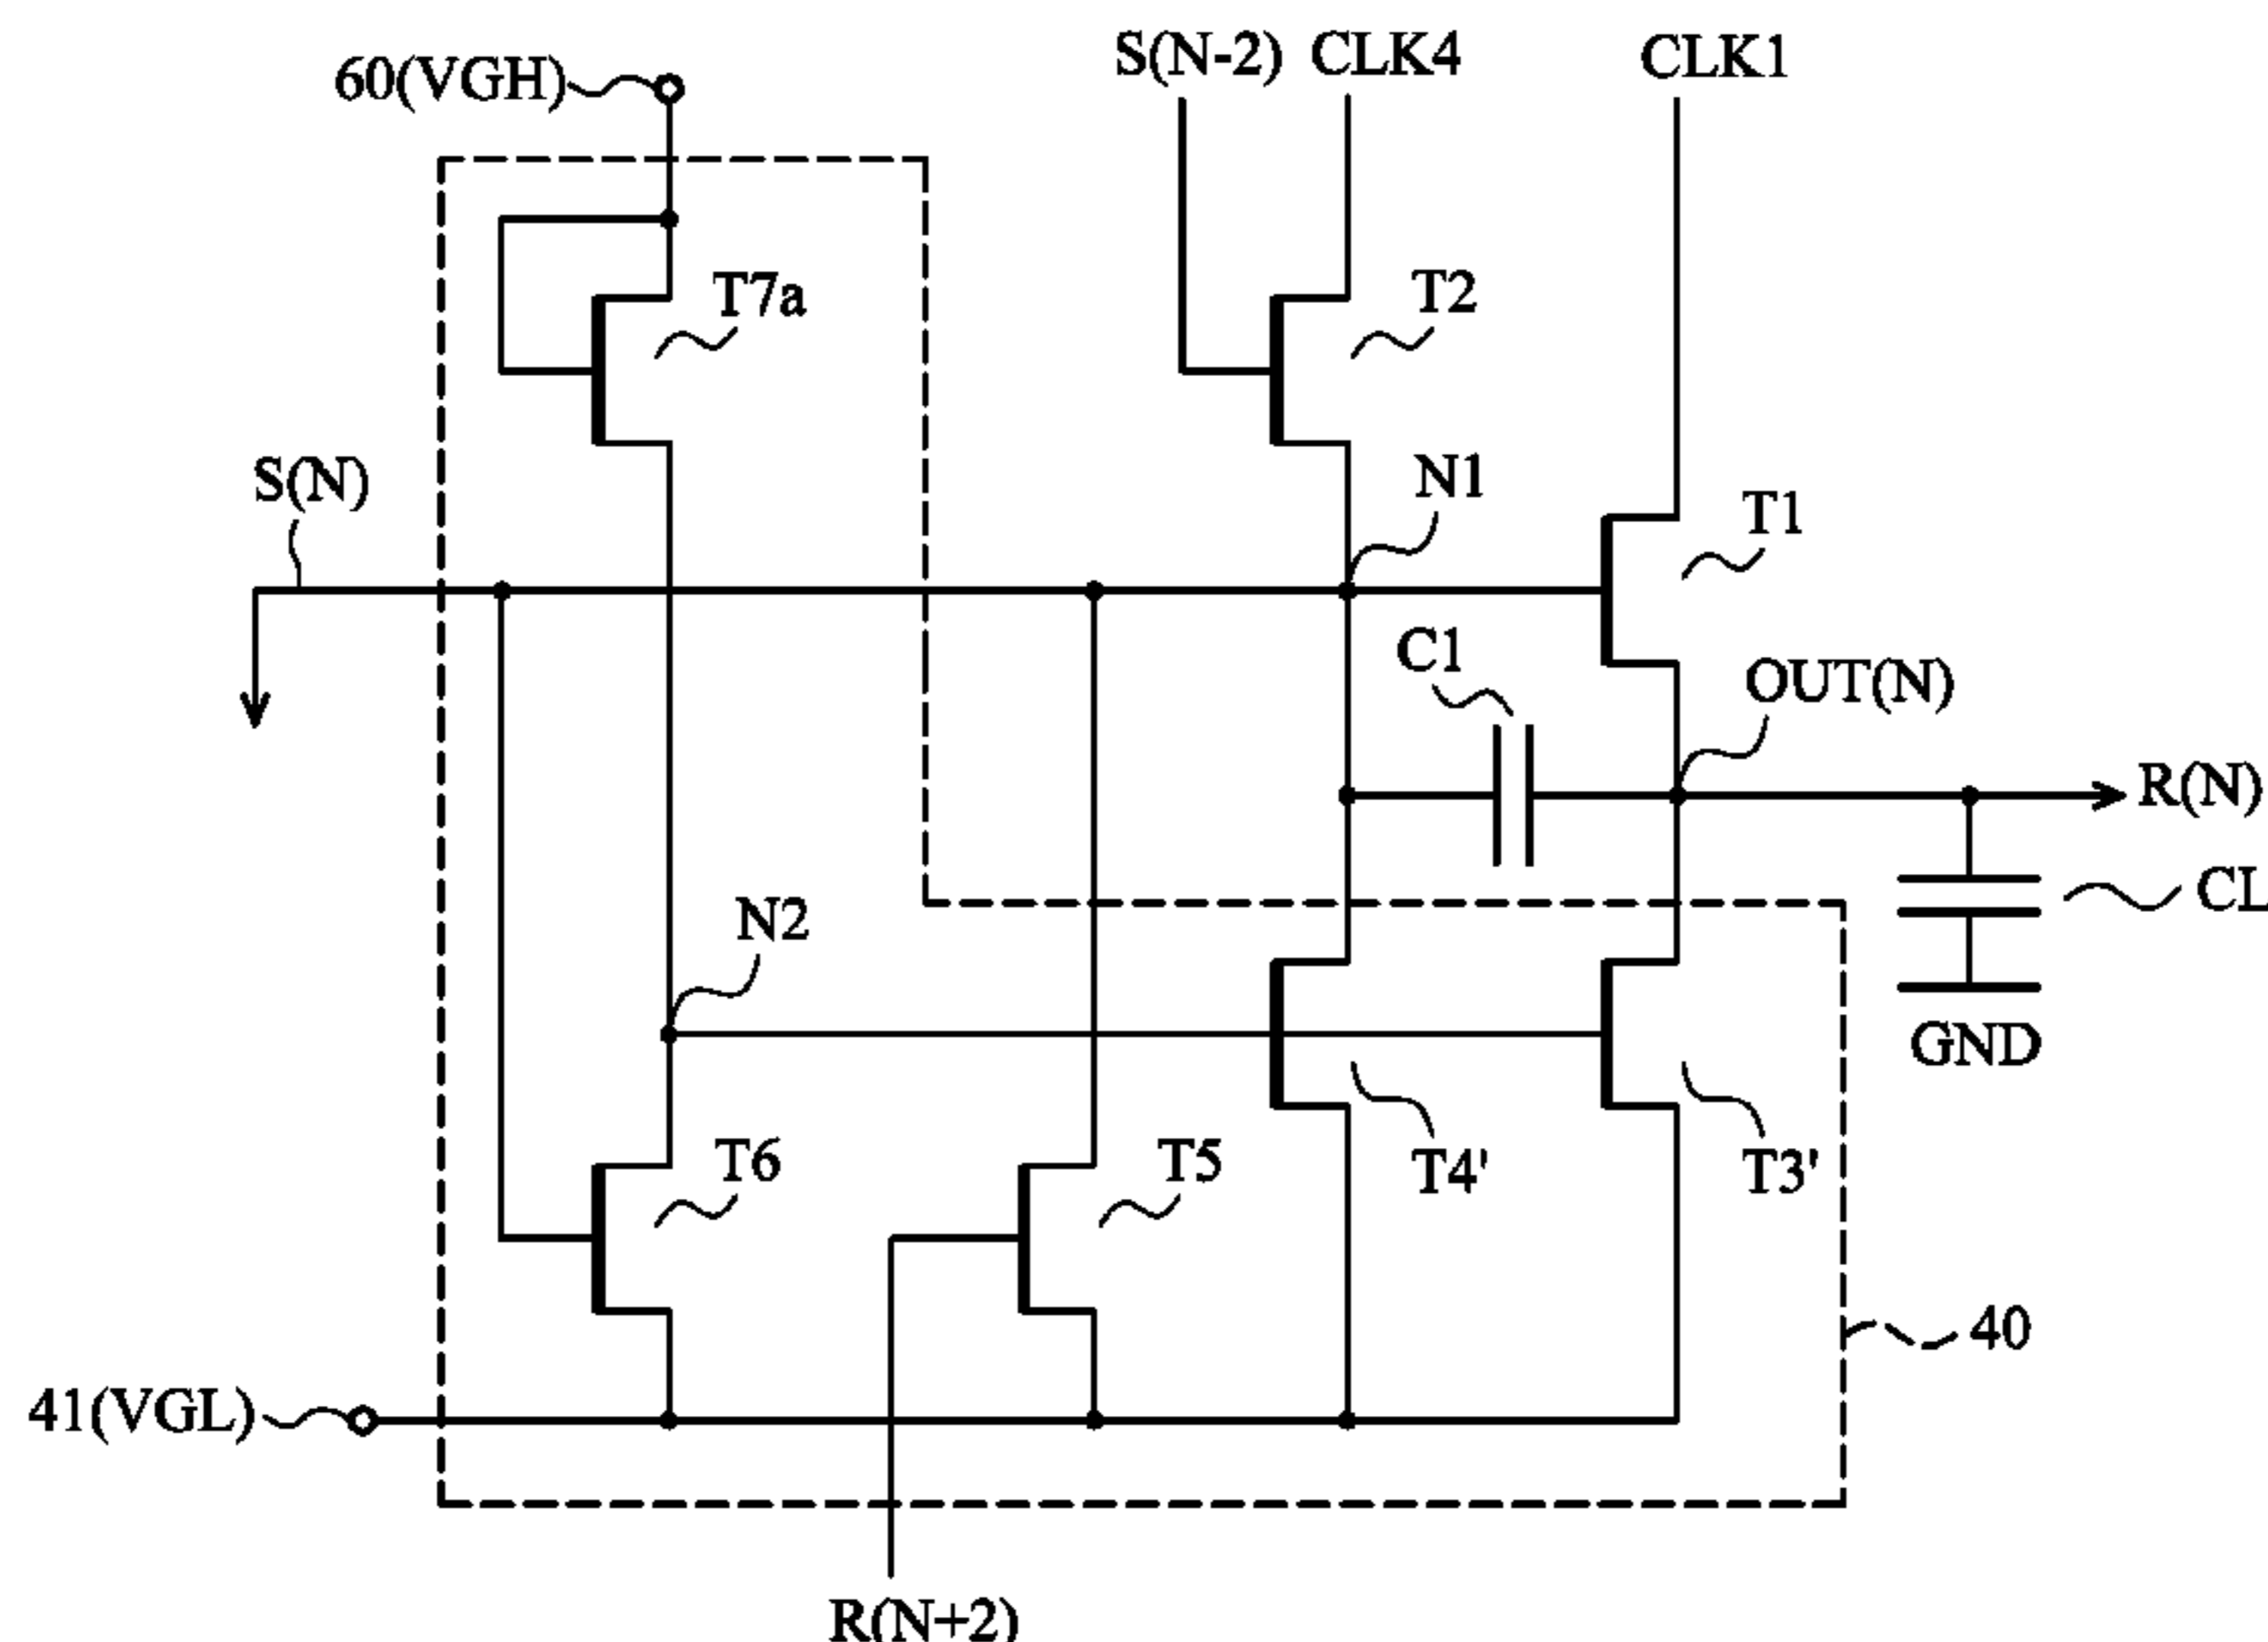 60(VGH)
S(N-2)
CLK4
CLK1
T7a
T2
S(N)
N1
T1
C1
OUT(N)
R(N)
CL
N2
GND
T6
T5
T4'
T3'
40
41(VGL)
R(N+2)